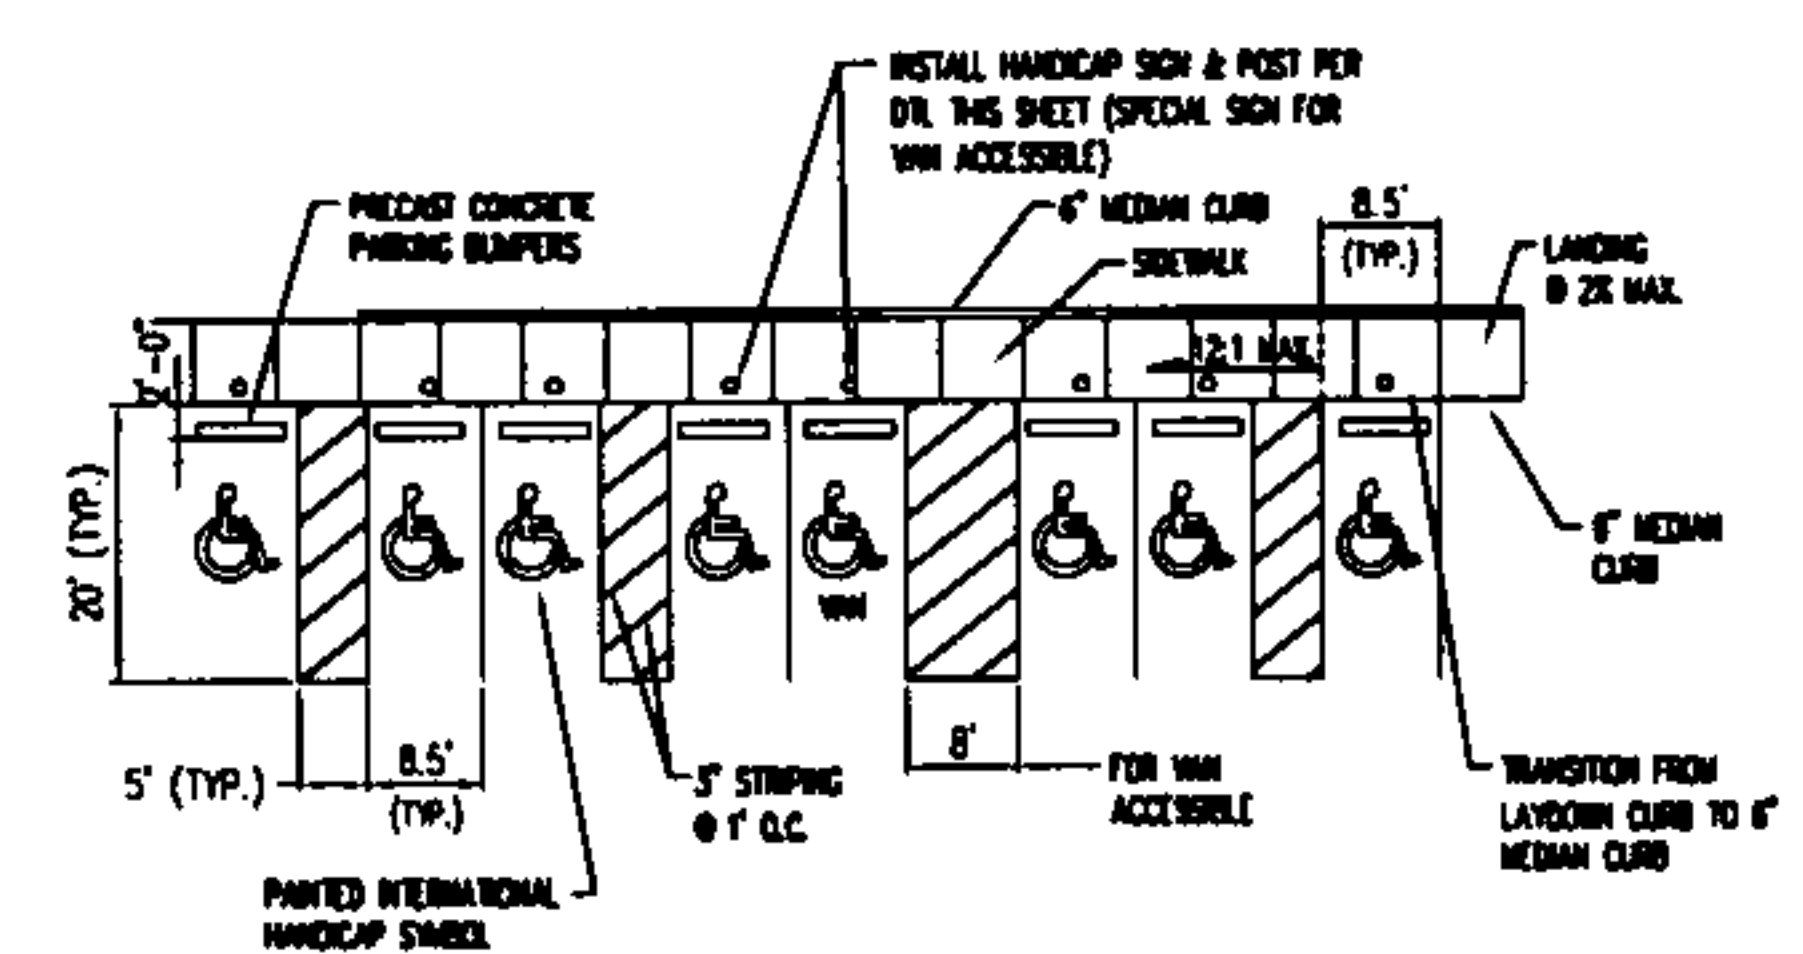 INSTALL HANDICAP SIGN & POST PER
DTL THIS SHEET (SPECIAL SIGN FOR
VAN ACCESSIBLE)
PRECAST CONCRETE
PARKING BUMPERS
6" MEDIAN CURB
8.5'
(TYP.)
SIDEWALK
LANDING
@ 2% MAX.
12:1 MAX.
20' (TYP.)
VAN
MEDIAN
CURB
5' (TYP.)
8.5'
(TYP.)
STRIPING
@ 1' O.C.
8'
FOR VAN
ACCESSIBLE
TRANSITION FROM
LAYDOWN CURB TO 6"
MEDIAN CURB
PAINTED INTERNATIONAL
HANDICAP SYMBOL